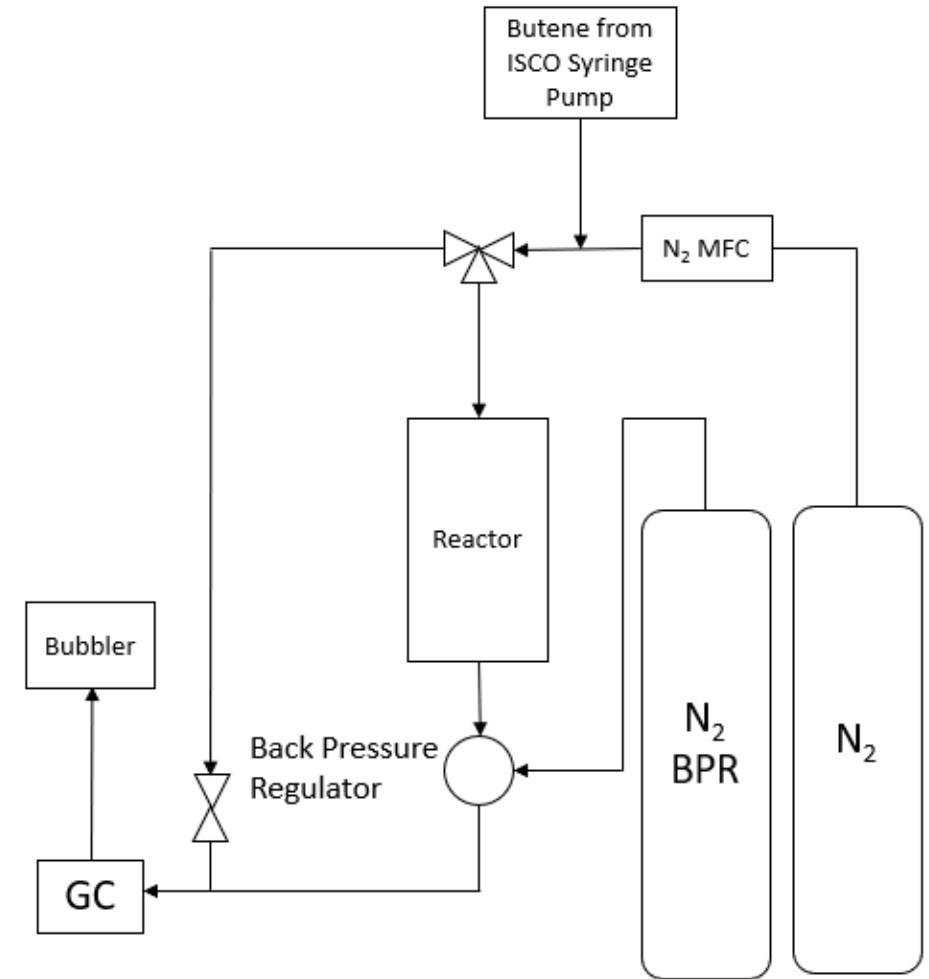 Butene from
ISCO Syringe
Pump
N₂ MFC
Reactor
Bubbler
Back Pressure
Regulator
N₂
BPR
N₂
GC